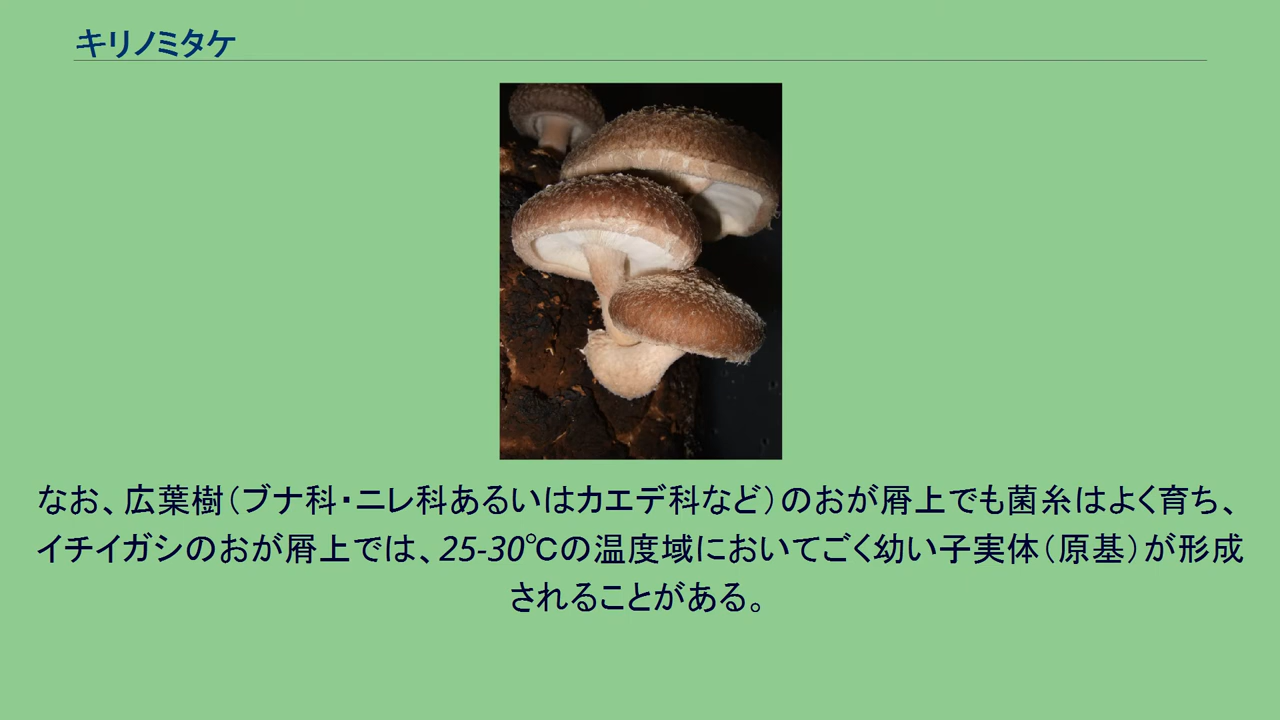 キリノミタケ
なお、広葉樹（ブナ科・ニレ科あるいはカエデ科など）のおが屑上でも菌糸はよく育ち、
イチイガシのおが屑上では、25-30℃の温度域においてごく幼い子実体（原基）が形成
されることがある。